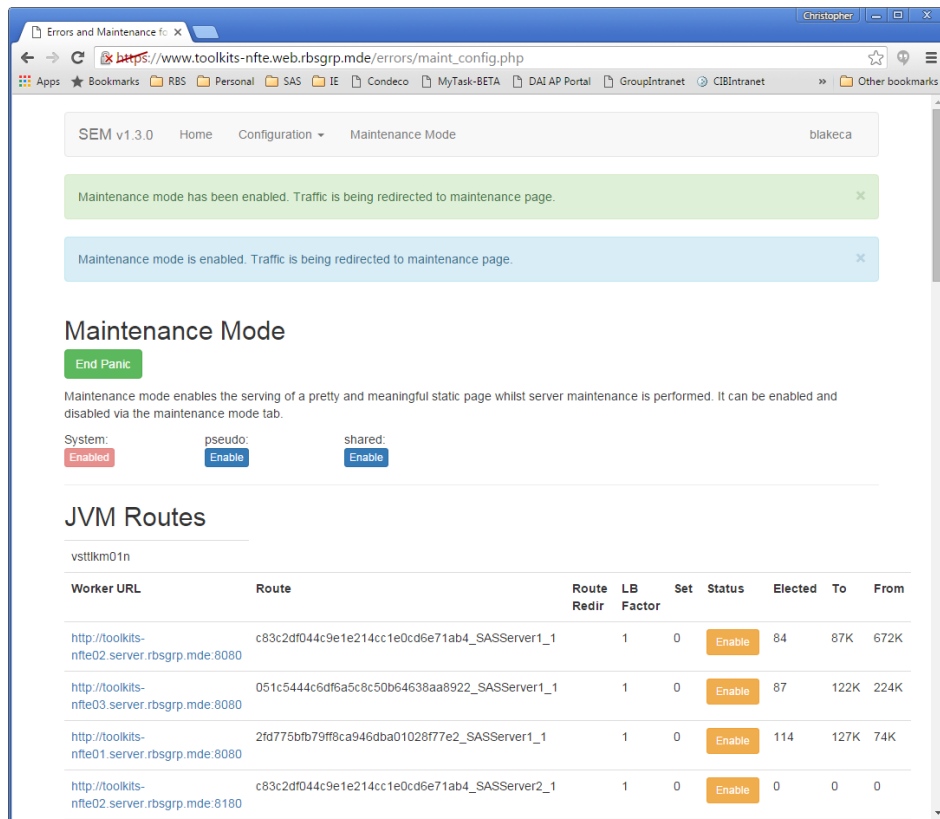 Christopher
Errors and Maintenance fo
https://www.toolkits-nfte.web.rbsgrp.mde/errors/maint_config.php
Apps Bookmarks RBS Personal SAS IE Condeco MyTask-BETA DAI AP Portal GroupIntranet CIBIntranet » Other bookmarks
SEM v1.3.0 Home Configuration Maintenance Mode blakeca
Maintenance mode has been enabled. Traffic is being redirected to maintenance page. ×
Maintenance mode is enabled. Traffic is being redirected to maintenance page. ×
Maintenance Mode
End Panic
Maintenance mode enables the serving of a pretty and meaningful static page whilst server maintenance is performed. It can be enabled and
disabled via the maintenance mode tab.
System: pseudo: shared:
Enabled Enable Enable
JVM Routes
vsttlkm01n
Worker URL Route Route Redir LB Factor Set Status Elected To From
http://toolkits-
nfte02.server.rbsgrp.mde:8080 c83c2df044c9e1e214cc1e0cd6e71ab4_SASServer1_1 1 0 Enable 84 87K 672K
http://toolkits-
nfte03.server.rbsgrp.mde:8080 051c5444c6df6a5c8c50b64638aa8922_SASServer1_1 1 0 Enable 87 122K 224K
http://toolkits-
nfte01.server.rbsgrp.mde:8080 2fd775bfb79ff8ca946dba01028f77e2_SASServer1_1 1 0 Enable 114 127K 74K
http://toolkits-
nfte02.server.rbsgrp.mde:8180 c83c2df044c9e1e214cc1e0cd6e71ab4_SASServer2_1 1 0 Enable 0 0 0